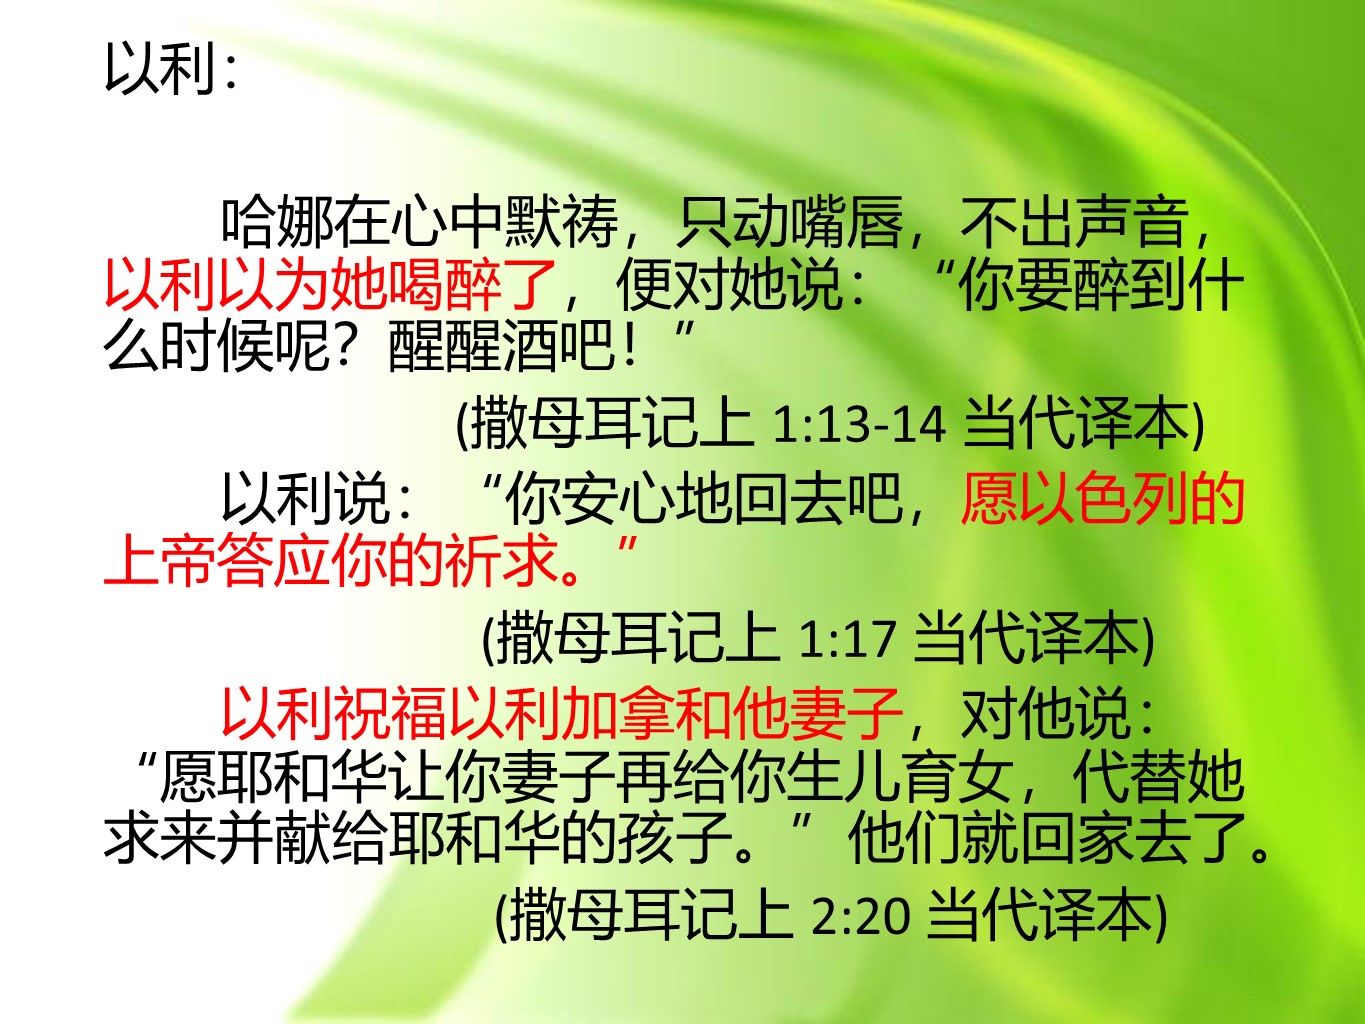 以利：
哈娜在心中默祷，只动嘴唇，不出声音，
以利以为她喝醉了，便对她说：“你要醉到什
么时候呢？醒醒酒吧！”
(撒母耳记上 1:13-14 当代译本)
以利说：“你安心地回去吧，愿以色列的
上帝答应你的祈求。”
(撒母耳记上 1:17 当代译本)
以利祝福以利加拿和他妻子，对他说：
“愿耶和华让你妻子再给你生儿育女，代替她
求来并献给耶和华的孩子。”他们就回家去了。
(撒母耳记上 2:20 当代译本)